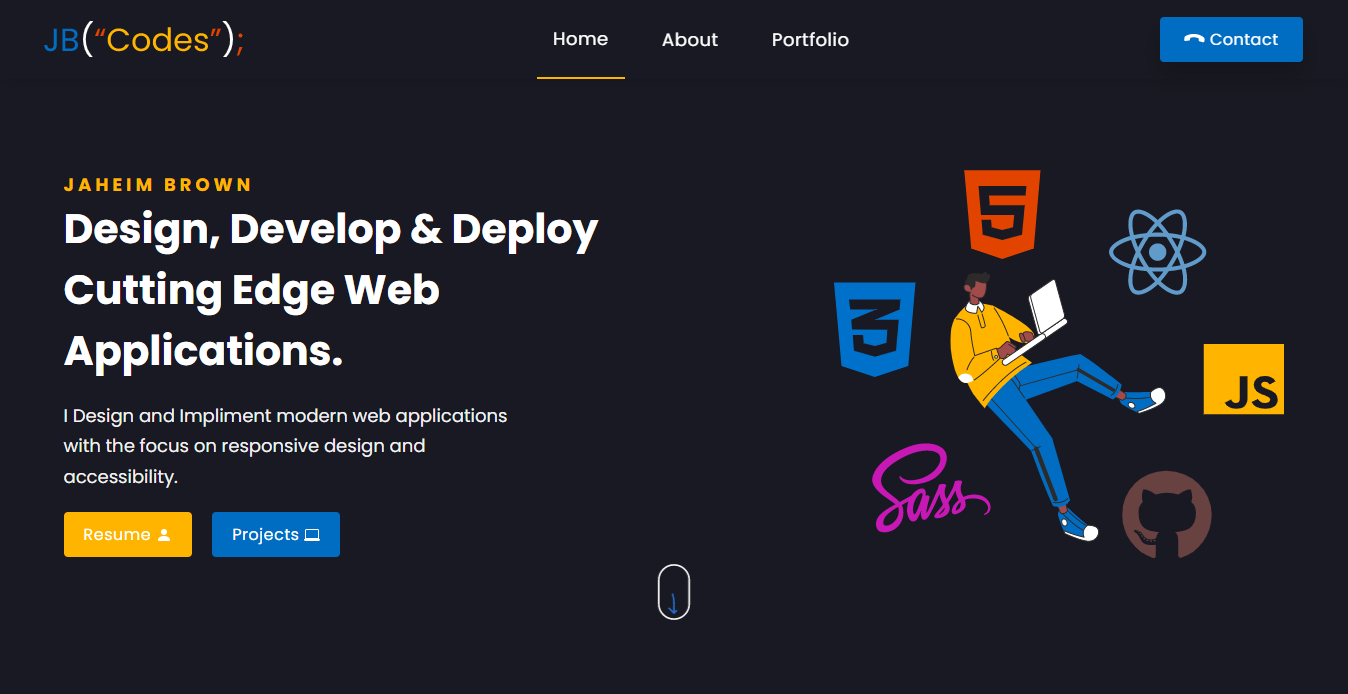 JB(“Codes”);
Home
About
Portfolio
Contact
JAHEIM BROWN
Design, Develop & Deploy
Cutting Edge Web
Applications.
I Design and Impliment modern web applications
with the focus on responsive design and
accessibility.
Resume
Projects
5
3
JS
Sass